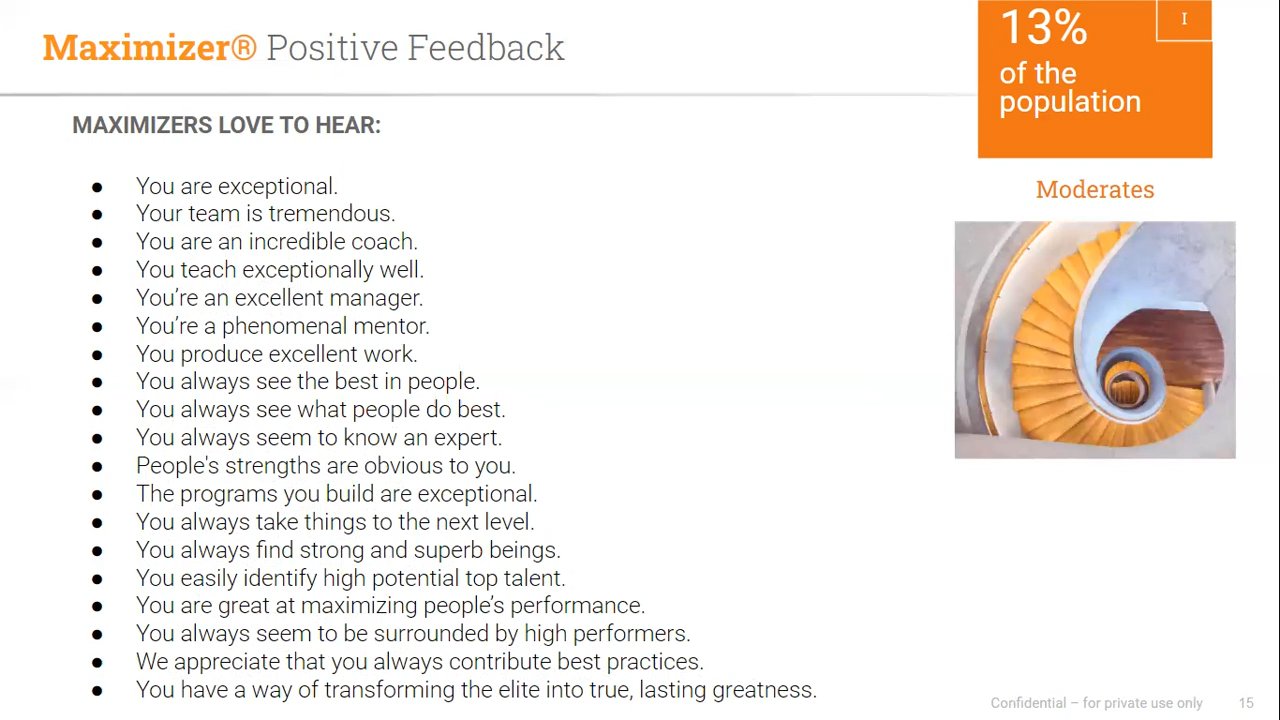 Maximizer® Positive Feedback
13%
I
of the
population
MAXIMIZERS LOVE TO HEAR:
Moderates
● You are exceptional.
● Your team is tremendous.
● You are an incredible coach.
● You teach exceptionally well.
● You’re an excellent manager.
● You’re a phenomenal mentor.
● You produce excellent work.
● You always see the best in people.
● You always see what people do best.
● You always seem to know an expert.
● People's strengths are obvious to you.
● The programs you build are exceptional.
● You always take things to the next level.
● You always find strong and superb beings.
● You easily identify high potential top talent.
● You are great at maximizing people’s performance.
● You always seem to be surrounded by high performers.
● We appreciate that you always contribute best practices.
● You have a way of transforming the elite into true, lasting greatness.
Confidential – for private use only
15